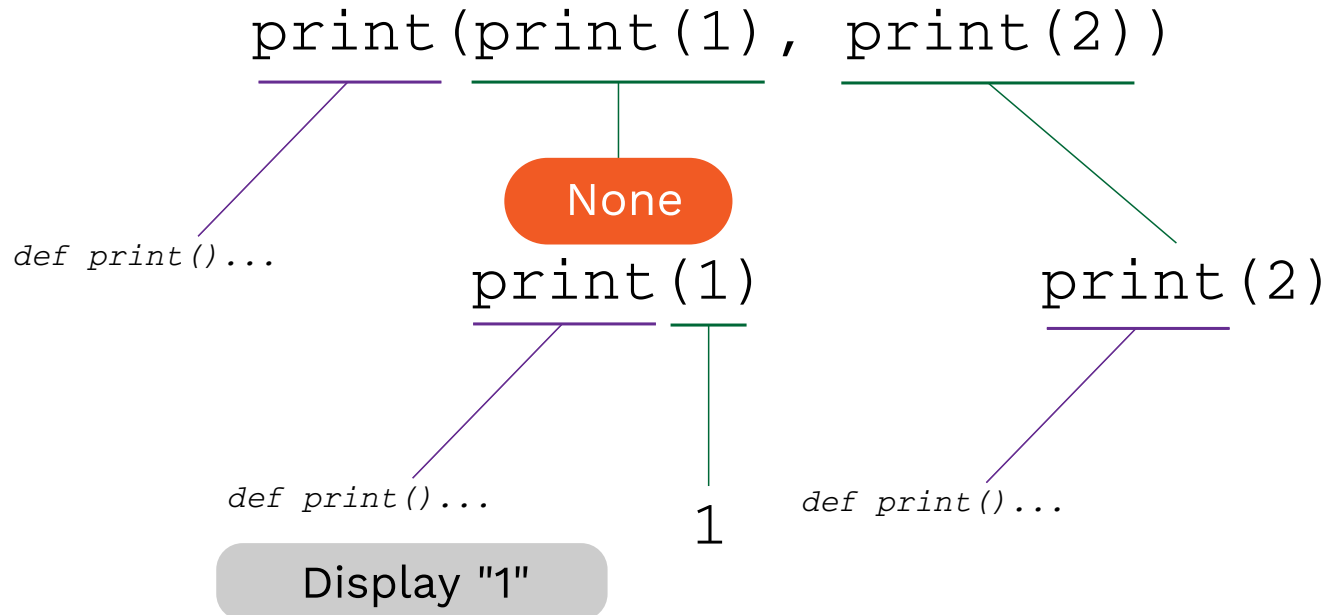 print(print(1), print(2))
None
def print()...
print(1)
print(2)
def print()...
def print()...
1
Display "1"